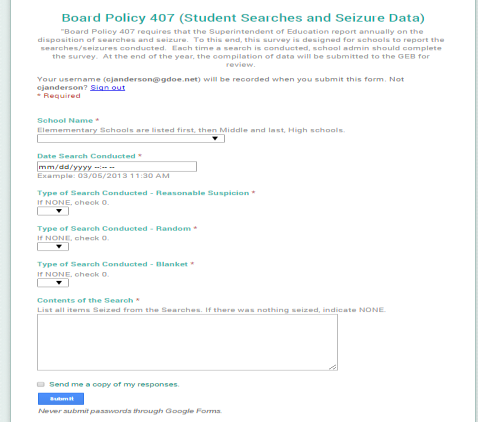 Board Policy 407 (Student Searches and Seizure Data)
"Board Policy 407 requires that the Superintendent of Education report annually on the
disposition of searches and seizure. To this end, this survey is designed for schools to report the
searches/seizures conducted. Each time a search is conducted, school admin should complete
the survey. At the end of the year, the compilation of data will be submitted to the GEB for
review.
Your username (cjanderson@gdoe.net) will be recorded when you submit this form. Not
cjanderson? Sign out
* Required
School Name *
Elemementary Schools are listed first, then Middle and last, High schools.
Date Search Conducted *
mm/dd/yyyy --:-- --
Example: 03/05/2013 11:30 AM
Type of Search Conducted - Reasonable Suspicion *
If NONE, check 0.
Type of Search Conducted - Random *
If NONE, check 0.
Type of Search Conducted - Blanket *
If NONE, check 0.
Contents of the Search *
List all items Seized from the Searches. If there was nothing seized, indicate NONE.
Send me a copy of my responses.
Submit
Never submit passwords through Google Forms.